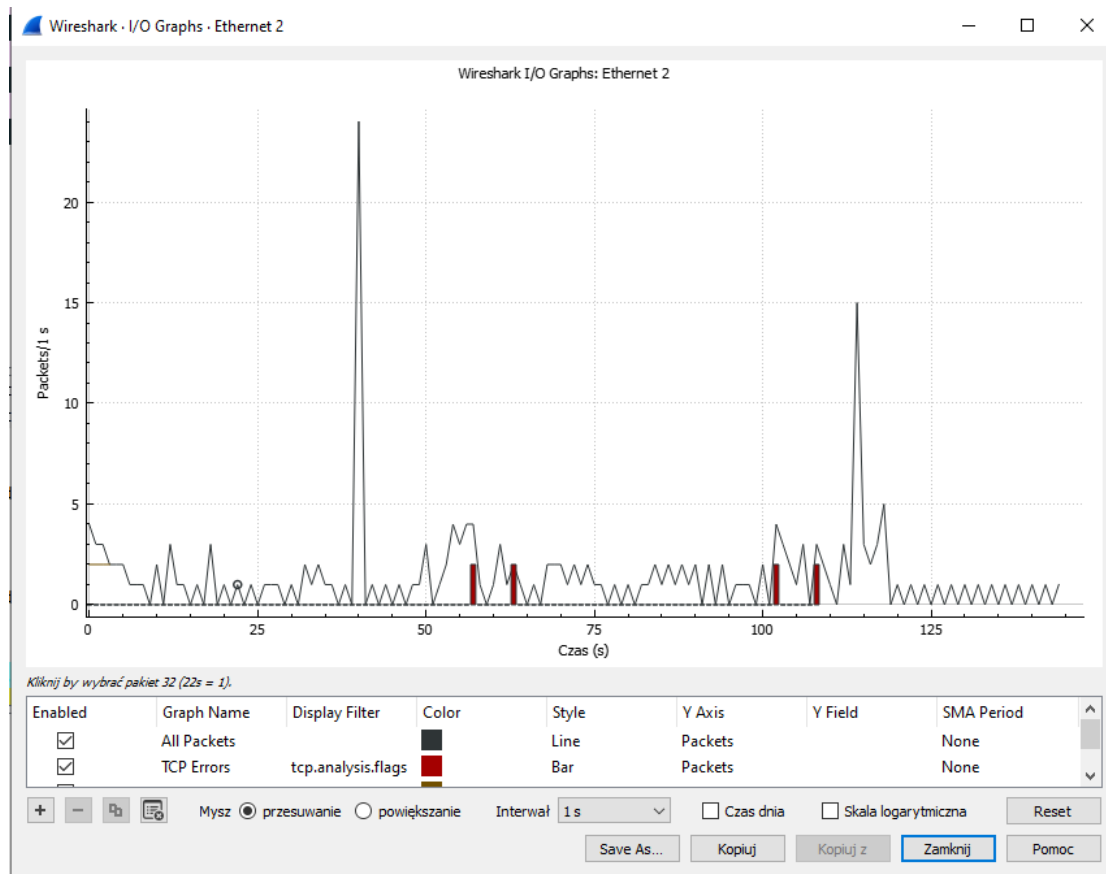 Wireshark · I/O Graphs · Ethernet 2
Wireshark I/O Graphs: Ethernet 2
20
15
10
5
0
Packets/1 s
0 25 50 75 100 125
Czas (s)
Kliknij by wybrać pakiet 32 (22s = 1).
Enabled Graph Name Display Filter Color Style Y Axis Y Field SMA Period
All Packets Line Packets None
TCP Errors tcp.analysis.flags Bar Packets None
Mysz przesuwanie powiększanie Interwał 1 s Czas dnia Skala logarytmiczna Reset
Save As... Kopiuj Kopiuj z Zamknij Pomoc